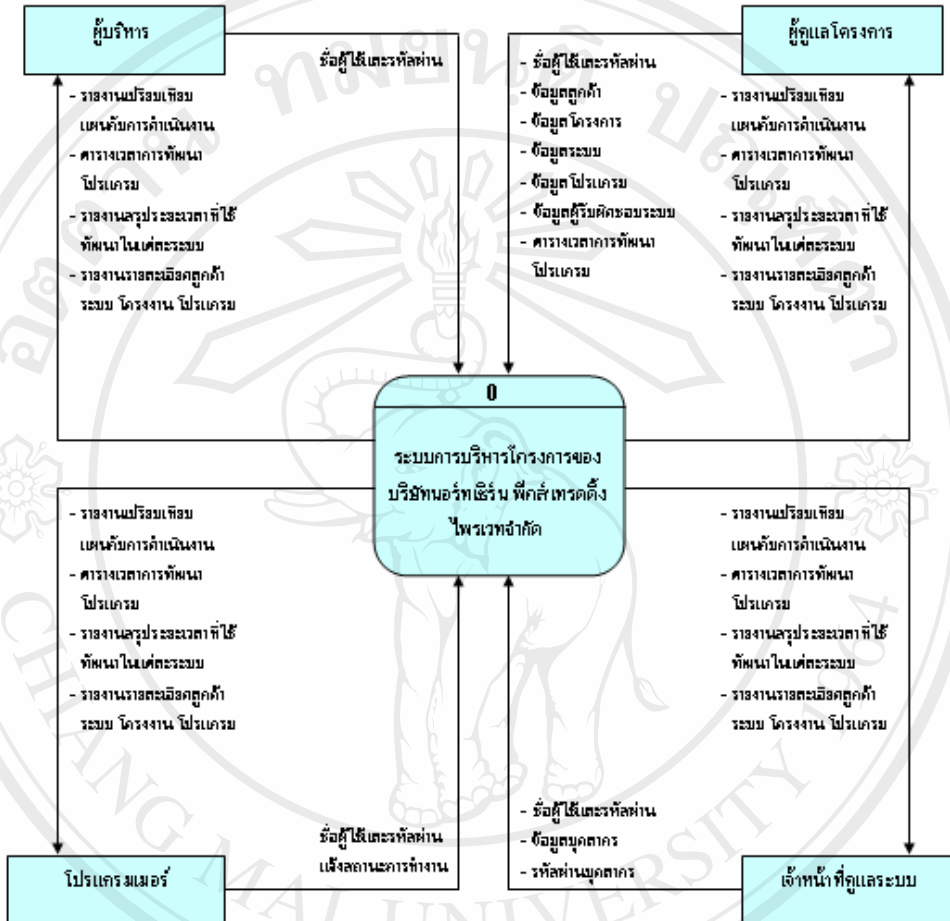 ผู้บริหาร
ชื่อผู้ใช้และรหัสผ่าน
- รายงานเปรียบเทียบ
แผนกับการดำเนินงาน
- ตารางเวลาการพัฒนา
โปรแกรม
- รายงานสรุประยะเวลาที่ใช้
พัฒนาในแต่ละระบบ
- รายงานรายละเอียดลูกค้า
ระบบ โครงงาน โปรแกรม
ผู้ดูแลโครงการ
- ชื่อผู้ใช้และรหัสผ่าน
- ข้อมูลลูกค้า
- ข้อมูลโครงการ
- ข้อมูลระบบ
- ข้อมูลโปรแกรม
- ข้อมูลผู้รับผิดชอบระบบ
- ตารางเวลาการพัฒนา
โปรแกรม
- รายงานเปรียบเทียบ
แผนกับการดำเนินงาน
- ตารางเวลาการพัฒนา
โปรแกรม
- รายงานสรุประยะเวลาที่ใช้
พัฒนาในแต่ละระบบ
- รายงานรายละเอียดลูกค้า
ระบบ โครงงาน โปรแกรม
0
ระบบการบริหารโครงการของ
บริษัทนอร์ทเธิร์น พีกส์ เทรดดิ้ง
ไพรเวทจำกัด
- รายงานเปรียบเทียบ
แผนกับการดำเนินงาน
- ตารางเวลาการพัฒนา
โปรแกรม
- รายงานสรุประยะเวลาที่ใช้
พัฒนาในแต่ละระบบ
- รายงานรายละเอียดลูกค้า
ระบบ โครงงาน โปรแกรม
ชื่อผู้ใช้และรหัสผ่าน
แจ้งสถานะการทำงาน
โปรแกรมเมอร์
- รายงานเปรียบเทียบ
แผนกับการดำเนินงาน
- ตารางเวลาการพัฒนา
โปรแกรม
- รายงานสรุประยะเวลาที่ใช้
พัฒนาในแต่ละระบบ
- รายงานรายละเอียดลูกค้า
ระบบ โครงงาน โปรแกรม
- ชื่อผู้ใช้และรหัสผ่าน
- ข้อมูลบุคลากร
- รหัสผ่านบุคลากร
เจ้าหน้าที่ดูแลระบบ
CHIANG MAI UNIVERSITY